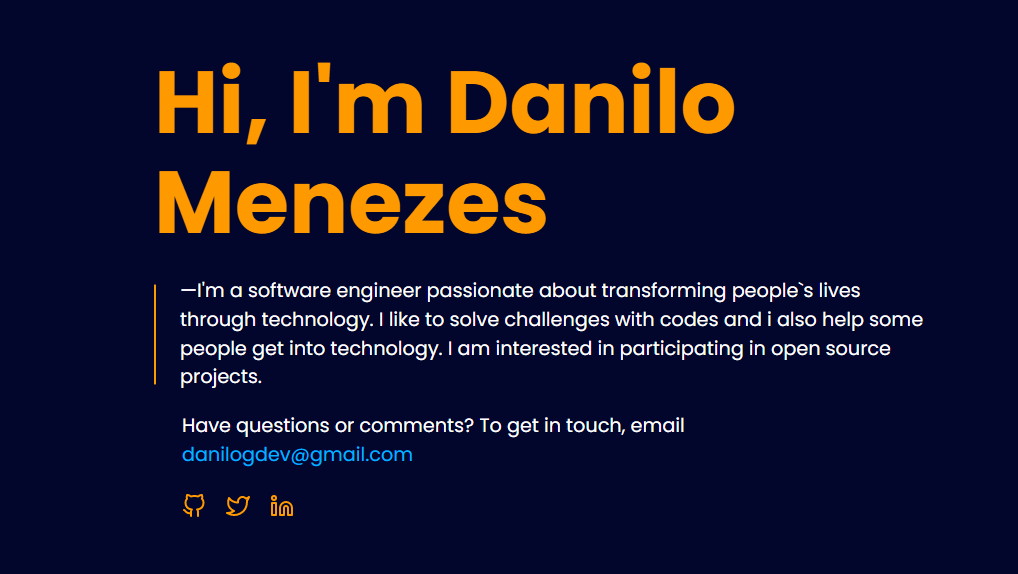 Hi, I'm Danilo
Menezes
—I'm a software engineer passionate about transforming people`s lives
through technology. I like to solve challenges with codes and i also help some
people get into technology. I am interested in participating in open source
projects.
Have questions or comments? To get in touch, email
danilogdev@gmail.com